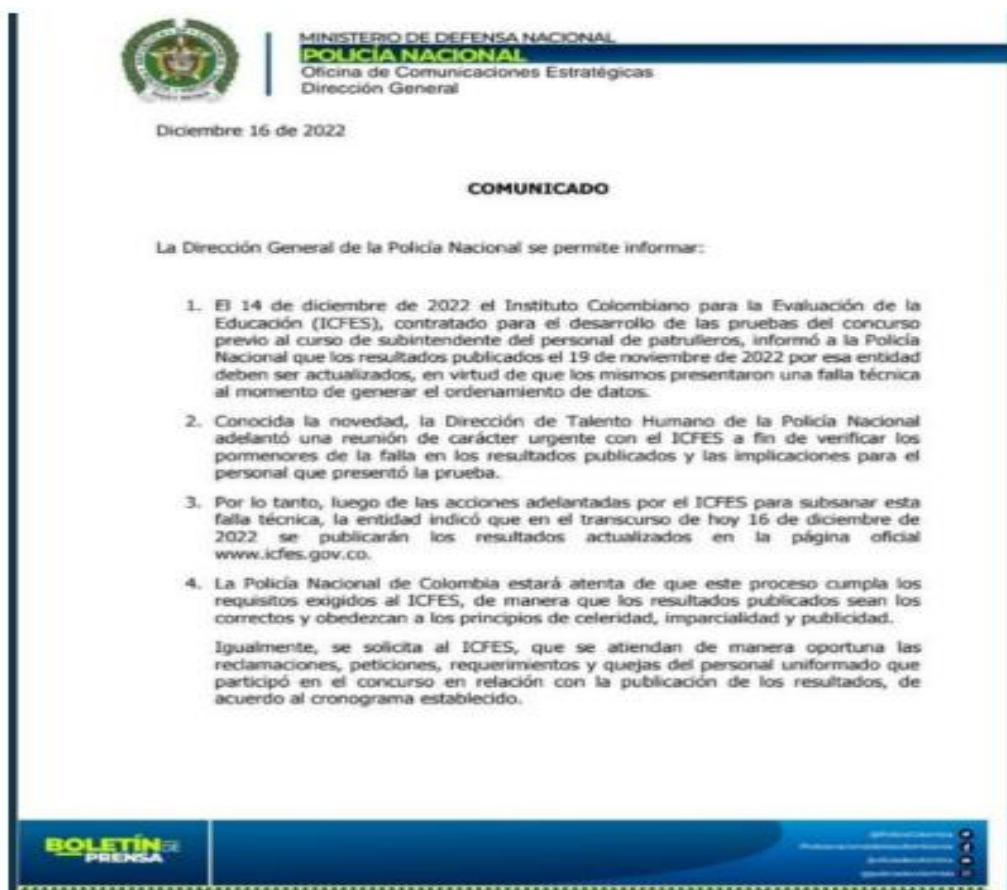 MINISTERIO DE DEFENSA NACIONAL
POLICÍA NACIONAL
Oficina de Comunicaciones Estratégicas
Dirección General
Diciembre 16 de 2022
COMUNICADO
La Dirección General de la Policía Nacional se permite informar:
1. El 14 de diciembre de 2022 el Instituto Colombiano para la Evaluación de la
Educación (ICFES), contratado para el desarrollo de las pruebas del concurso
previo al curso de subintendente del personal de patrulleros, informó a la Policía
Nacional que los resultados publicados el 19 de noviembre de 2022 por esa entidad
deben ser actualizados, en virtud de que los mismos presentaron una falla técnica
al momento de generar el ordenamiento de datos.
2. Conocida la novedad, la Dirección de Talento Humano de la Policía Nacional
adelantó una reunión de carácter urgente con el ICFES a fin de verificar los
pormenores de la falla en los resultados publicados y las implicaciones para el
personal que presentó la prueba.
3. Por lo tanto, luego de las acciones adelantadas por el ICFES para subsanar esta
falla técnica, la entidad indicó que en el transcurso de hoy 16 de diciembre de
2022 se publicarán los resultados actualizados en la página oficial
www.icfes.gov.co.
4. La Policía Nacional de Colombia estará atenta de que este proceso cumpla los
requisitos exigidos al ICFES, de manera que los resultados publicados sean los
correctos y obedezcan a los principios de celeridad, imparcialidad y publicidad.
Igualmente, se solicita al ICFES, que se atiendan de manera oportuna las
reclamaciones, peticiones, requerimientos y quejas del personal uniformado que
participó en el concurso en relación con la publicación de los resultados, de
acuerdo al cronograma establecido.
BOLETÍN DE
PRENSA